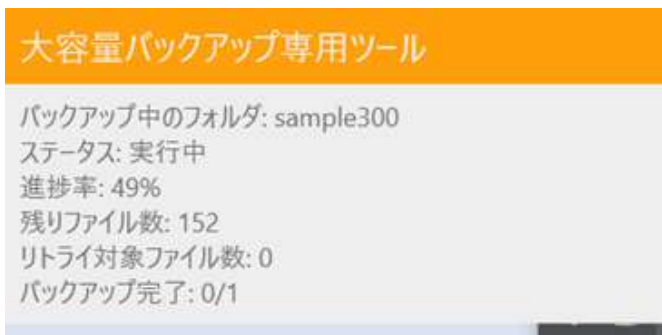 大容量バックアップ専用ツール
バックアップ中のフォルダ: sample300
ステータス: 実行中
進捗率: 49%
残りファイル数: 152
リトライ対象ファイル数: 0
バックアップ完了: 0/1